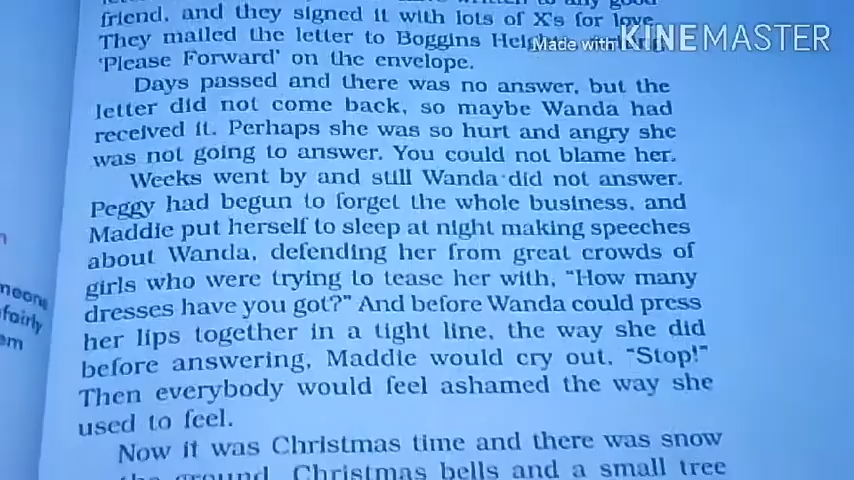 friend, and they signed it with lots of X's for love.
They mailed the letter to Boggins
'Please Forward' on the envelope.
Days passed and there was no answer, but the
letter did not come back, so maybe Wanda had
received it. Perhaps she was so hurt and angry she
was not going to answer. You could not blame her.
Weeks went by and still Wanda did not answer.
Peggy had begun to forget the whole business, and
Maddie put herself to sleep at night making speeches
about Wanda, defending her from great crowds of
girls who were trying to tease her with, "How many
dresses have you got?" And before Wanda could press
her lips together in a tight line, the way she did
before answering, Maddie would cry out, "Stop!"
Then everybody would feel ashamed the way she
used to feel.
Now it was Christmas time and there was snow
ground. Christmas bells and a small tree
Made with KINEMASTER
fairly